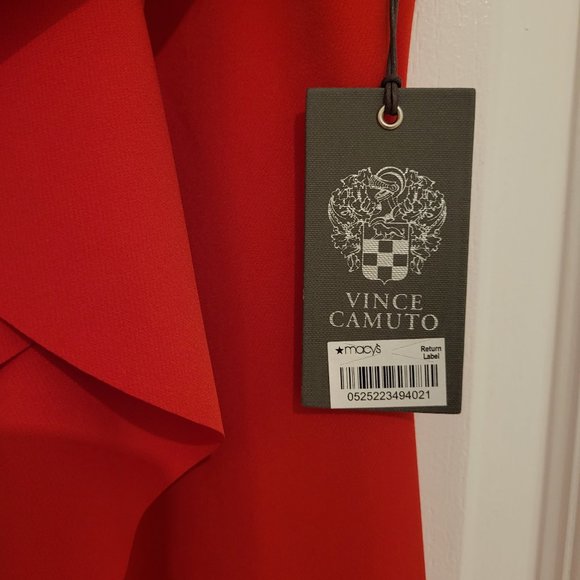 VINCE
CAMUTO
★macy's
Return
Label
0525223494021